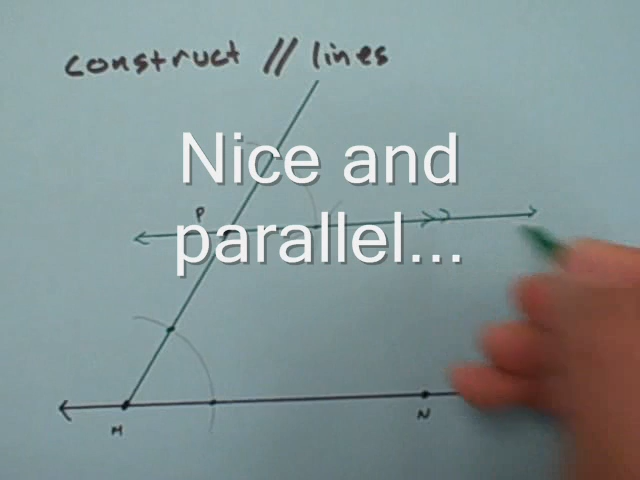 construct // lines
Nice and
P
parallel...
M
N